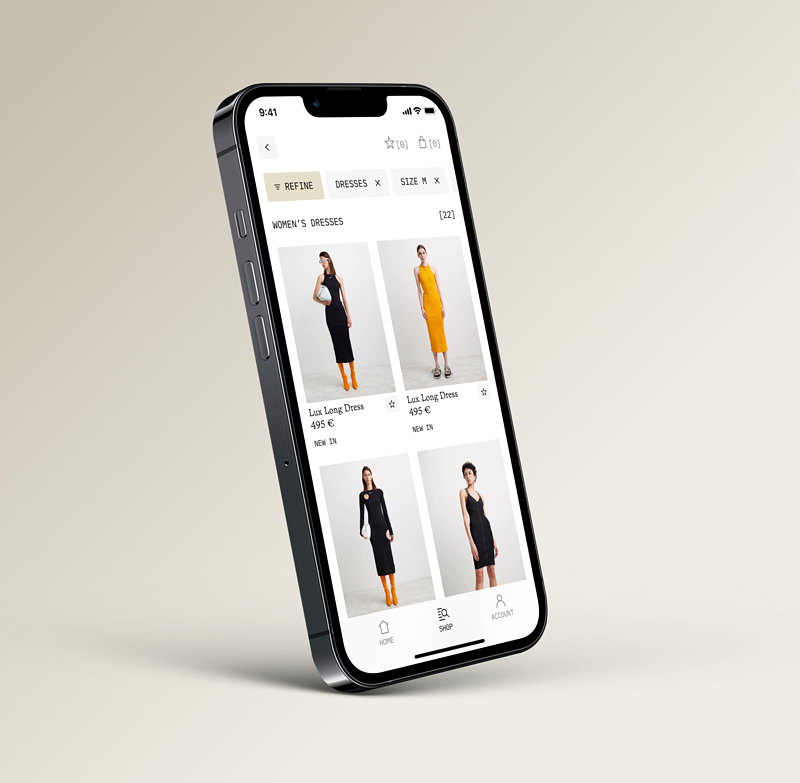 9:41
[0] [0]
REFINE DRESSES SIZE M
WOMEN'S DRESSES [22]
Lux Long Dress
495 €
NEW IN
Lux Long Dress
495 €
NEW IN
HOME SHOP ACCOUNT